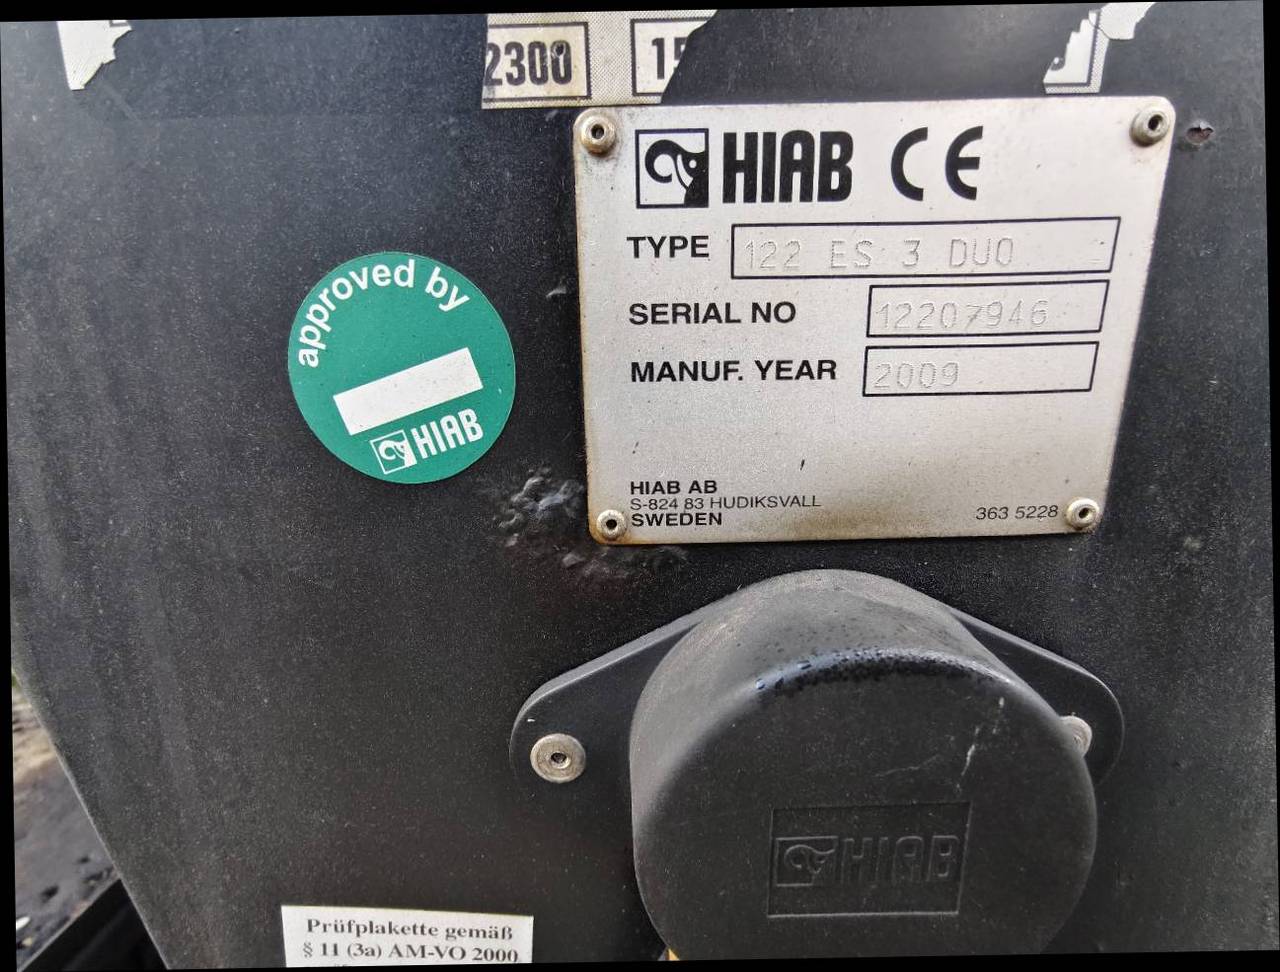 2300
HIAB CE
TYPE 122 ES 3 DUO
SERIAL NO 12207946
MANUF. YEAR 2009
HIAB AB
S-824 83 HUDIKSVALL
SWEDEN
363 5228
approved by
HIAB
HIAB
Prüfplakette gemäß
§ 11 (3a) AM-VO 2000